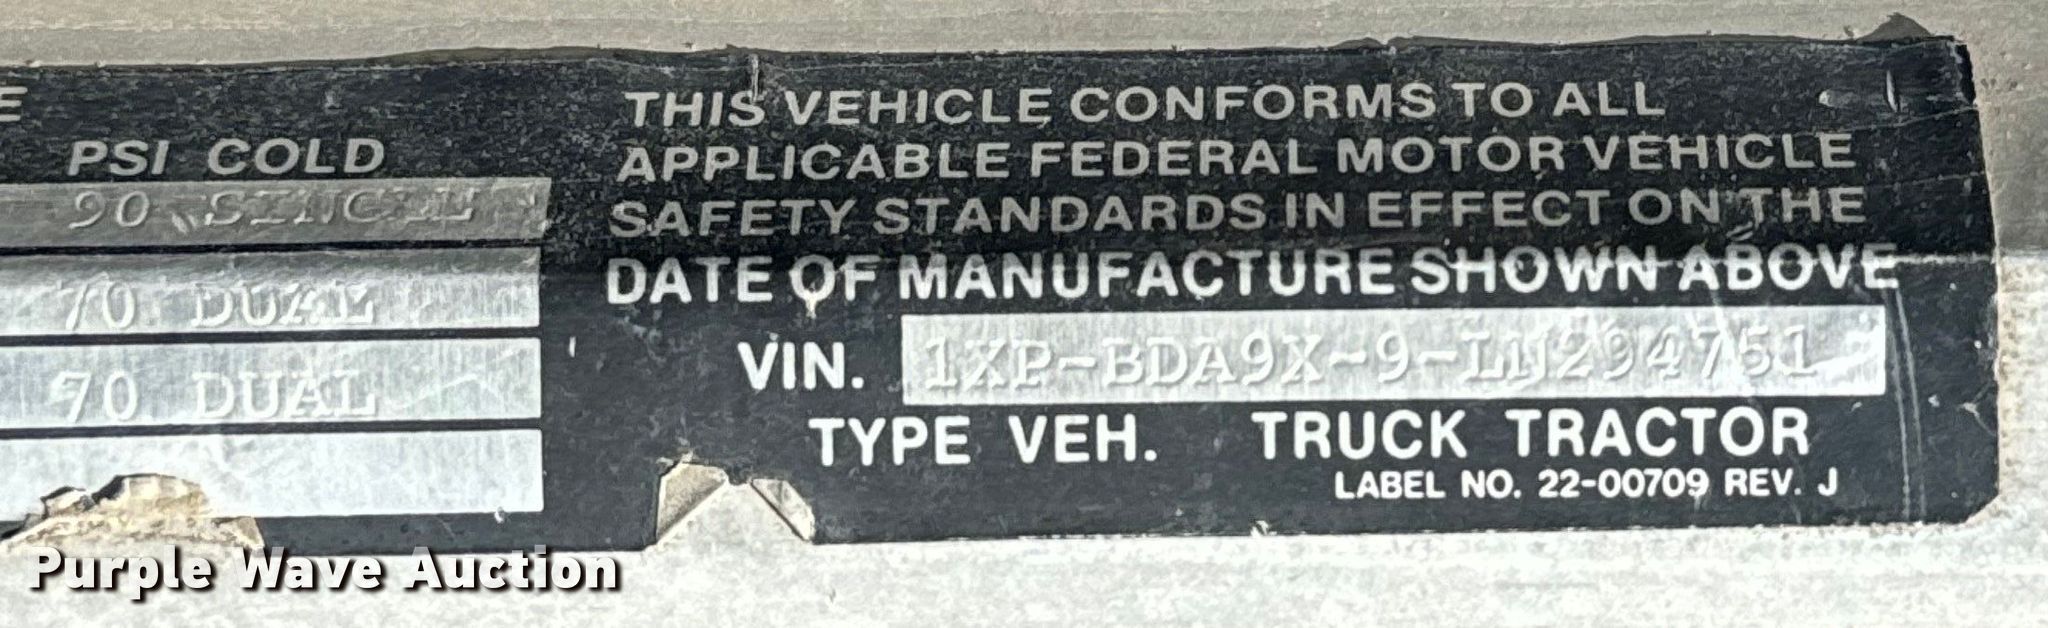 E
PSI COLD
90 SINGLE
70 DUAL
70 DUAL
THIS VEHICLE CONFORMS TO ALL
APPLICABLE FEDERAL MOTOR VEHICLE
SAFETY STANDARDS IN EFFECT ON THE
DATE OF MANUFACTURE SHOWN ABOVE
VIN. 1XP-BDA9X-9-LN294751
TYPE VEH. TRUCK TRACTOR
LABEL NO. 22-00709 REV. J
Purple Wave Auction